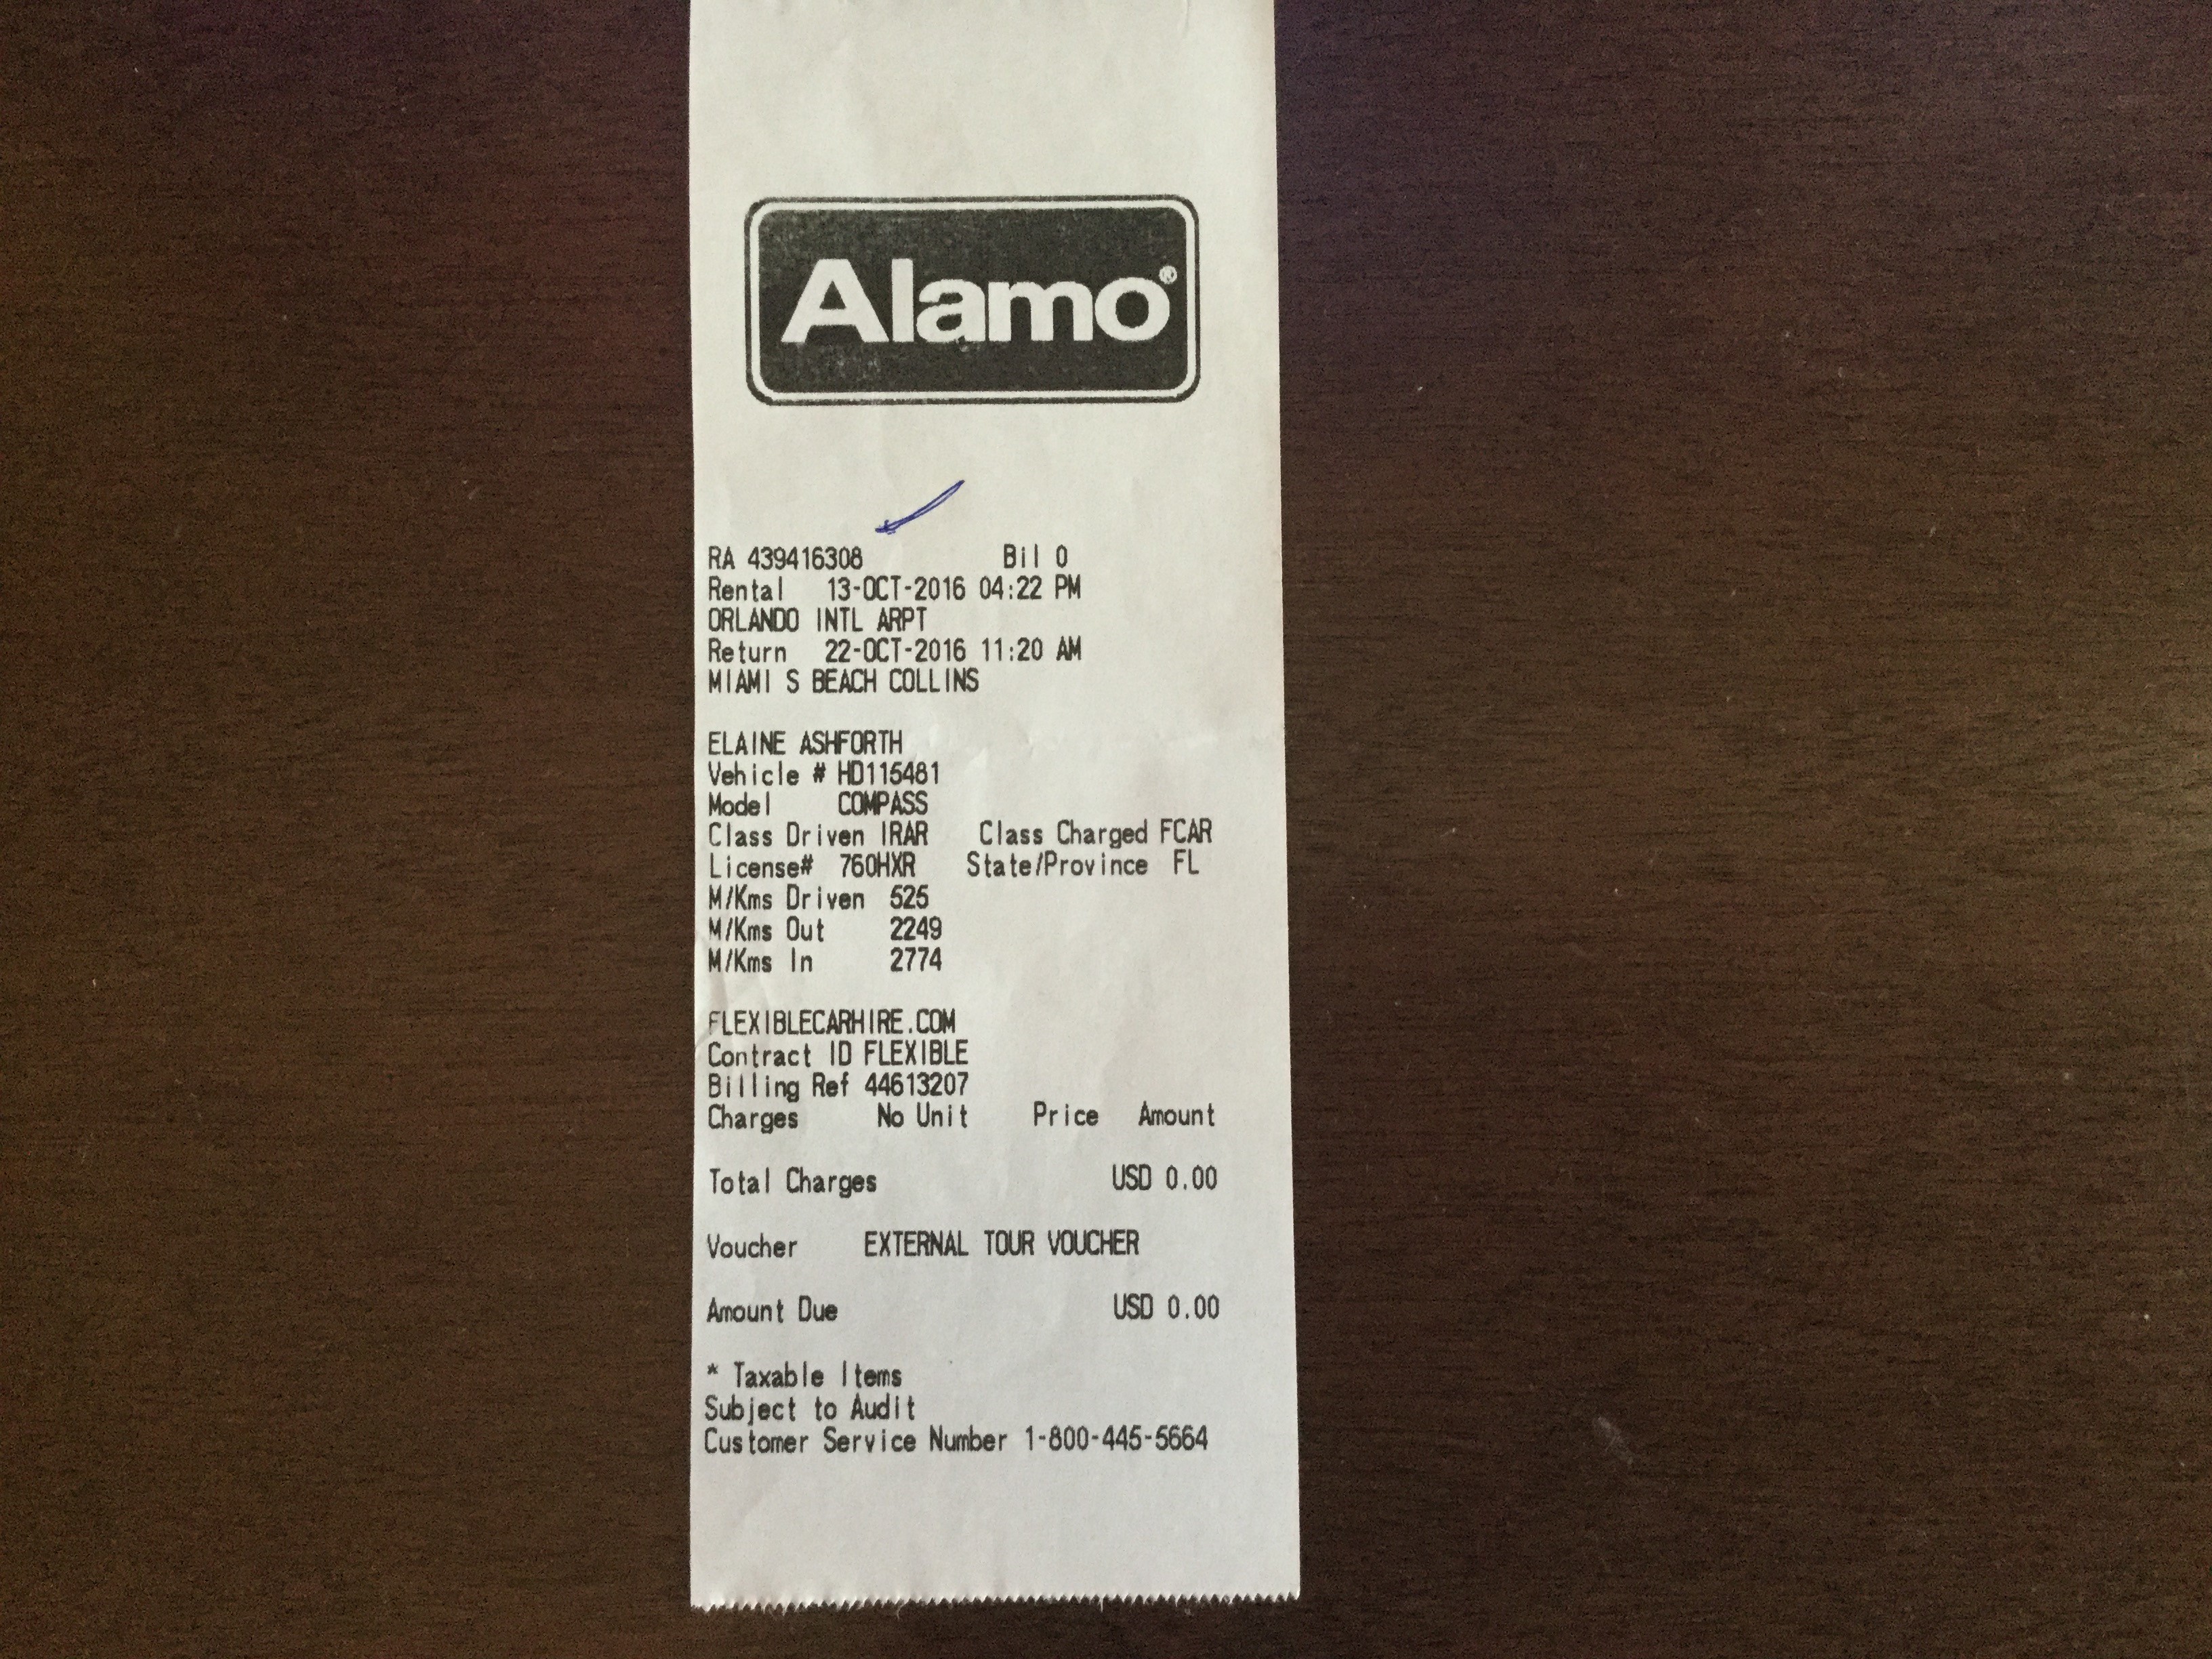 Alamo®
RA 439416308 Bil 0
Rental 13-OCT-2016 04:22 PM
ORLANDO INTL ARPT
Return 22-OCT-2016 11:20 AM
MIAMI S BEACH COLLINS
ELAINE ASHFORTH
Vehicle # HD115481
Model COMPASS
Class Driven IRAR Class Charged FCAR
License# 760HXR State/Province FL
M/Kms Driven 525
M/Kms Out 2249
M/Kms In 2774
FLEXIBLECARHIRE.COM
Contract ID FLEXIBLE
Billing Ref 44613207
Charges No Unit Price Amount
Total Charges USD 0.00
Voucher EXTERNAL TOUR VOUCHER
Amount Due USD 0.00
* Taxable Items
Subject to Audit
Customer Service Number 1-800-445-5664